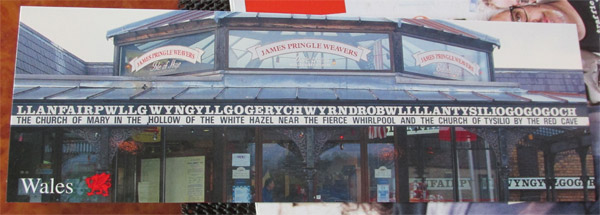 JAMES PRINGLE WEAVERS
JAMES PRINGLE WEAVERS
JAMES PRINGLE WEAVERS
LLANFAIRPWLLGWYNGYLLGOGERYCHWYRNDROBWLLLLANTYSILIOGOGOGOCH
THE CHURCH OF MARY IN THE HOLLOW OF THE WHITE HAZEL NEAR THE FIERCE WHIRLPOOL AND THE CHURCH OF TYSILIO BY THE RED CAVE
Wales